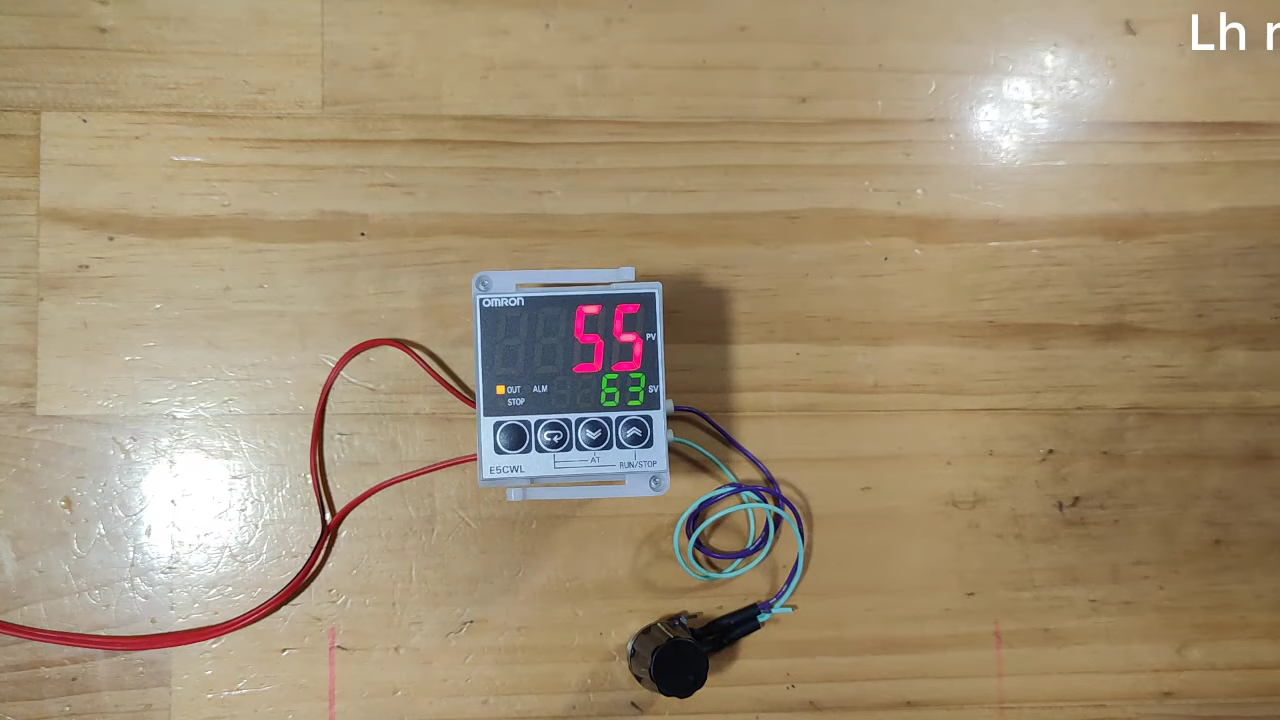 Lh
OMRON
55 PV
OUT ALM 63 SV
STOP
AT
RUN/STOP
E5CWL